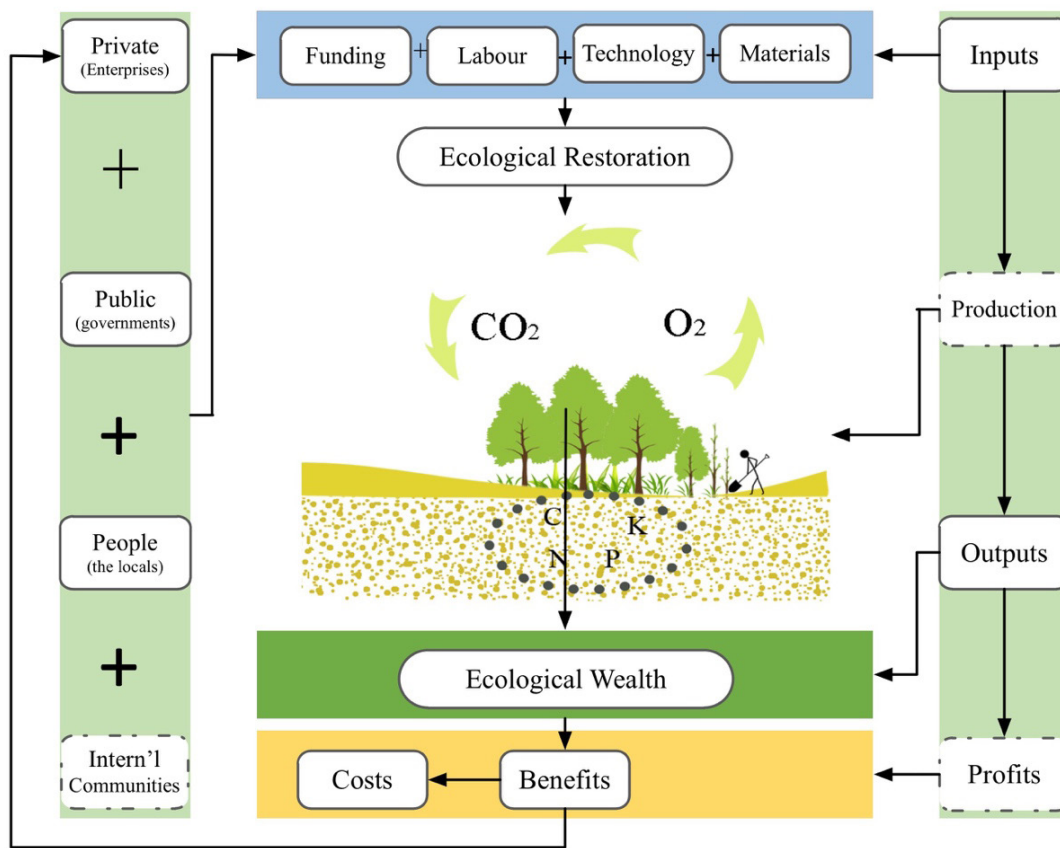 Private
(Enterprises)
+
Public
(governments)
+
People
(the locals)
+
Intern'l
Communities
Funding + Labour + Technology + Materials
Ecological Restoration
CO₂
O₂
C
K
N
P
Ecological Wealth
Costs
Benefits
Inputs
Production
Outputs
Profits